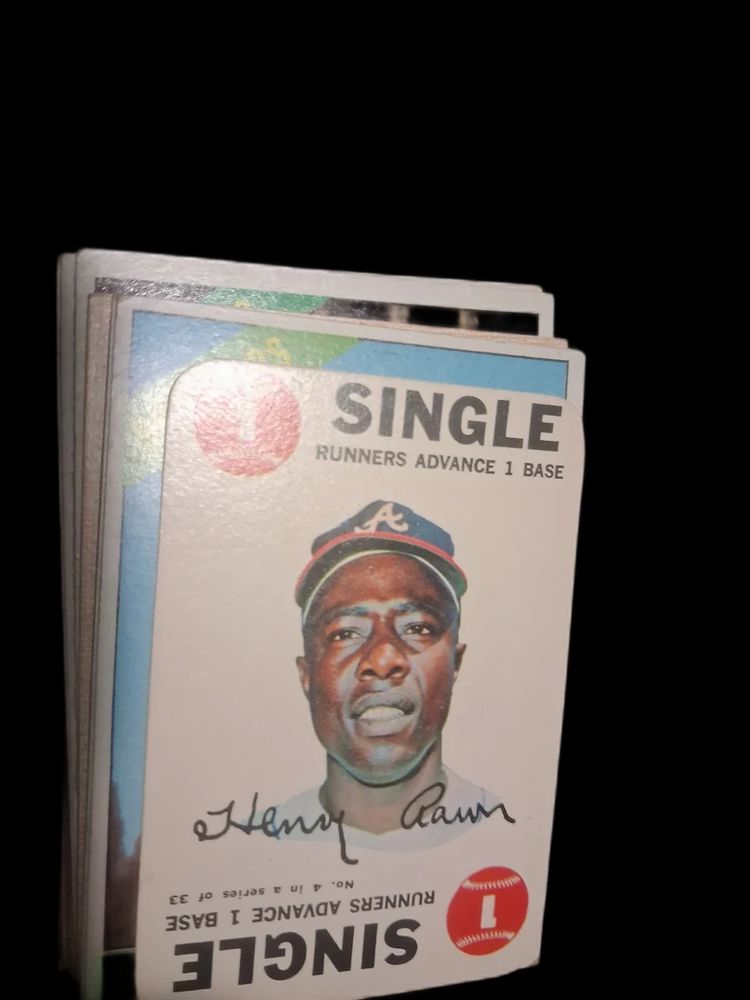 1
SINGLE
RUNNERS ADVANCE 1 BASE
A
Henry Aaron
No. 4 in a series of 33
RUNNERS ADVANCE 1 BASE
SINGLE
1